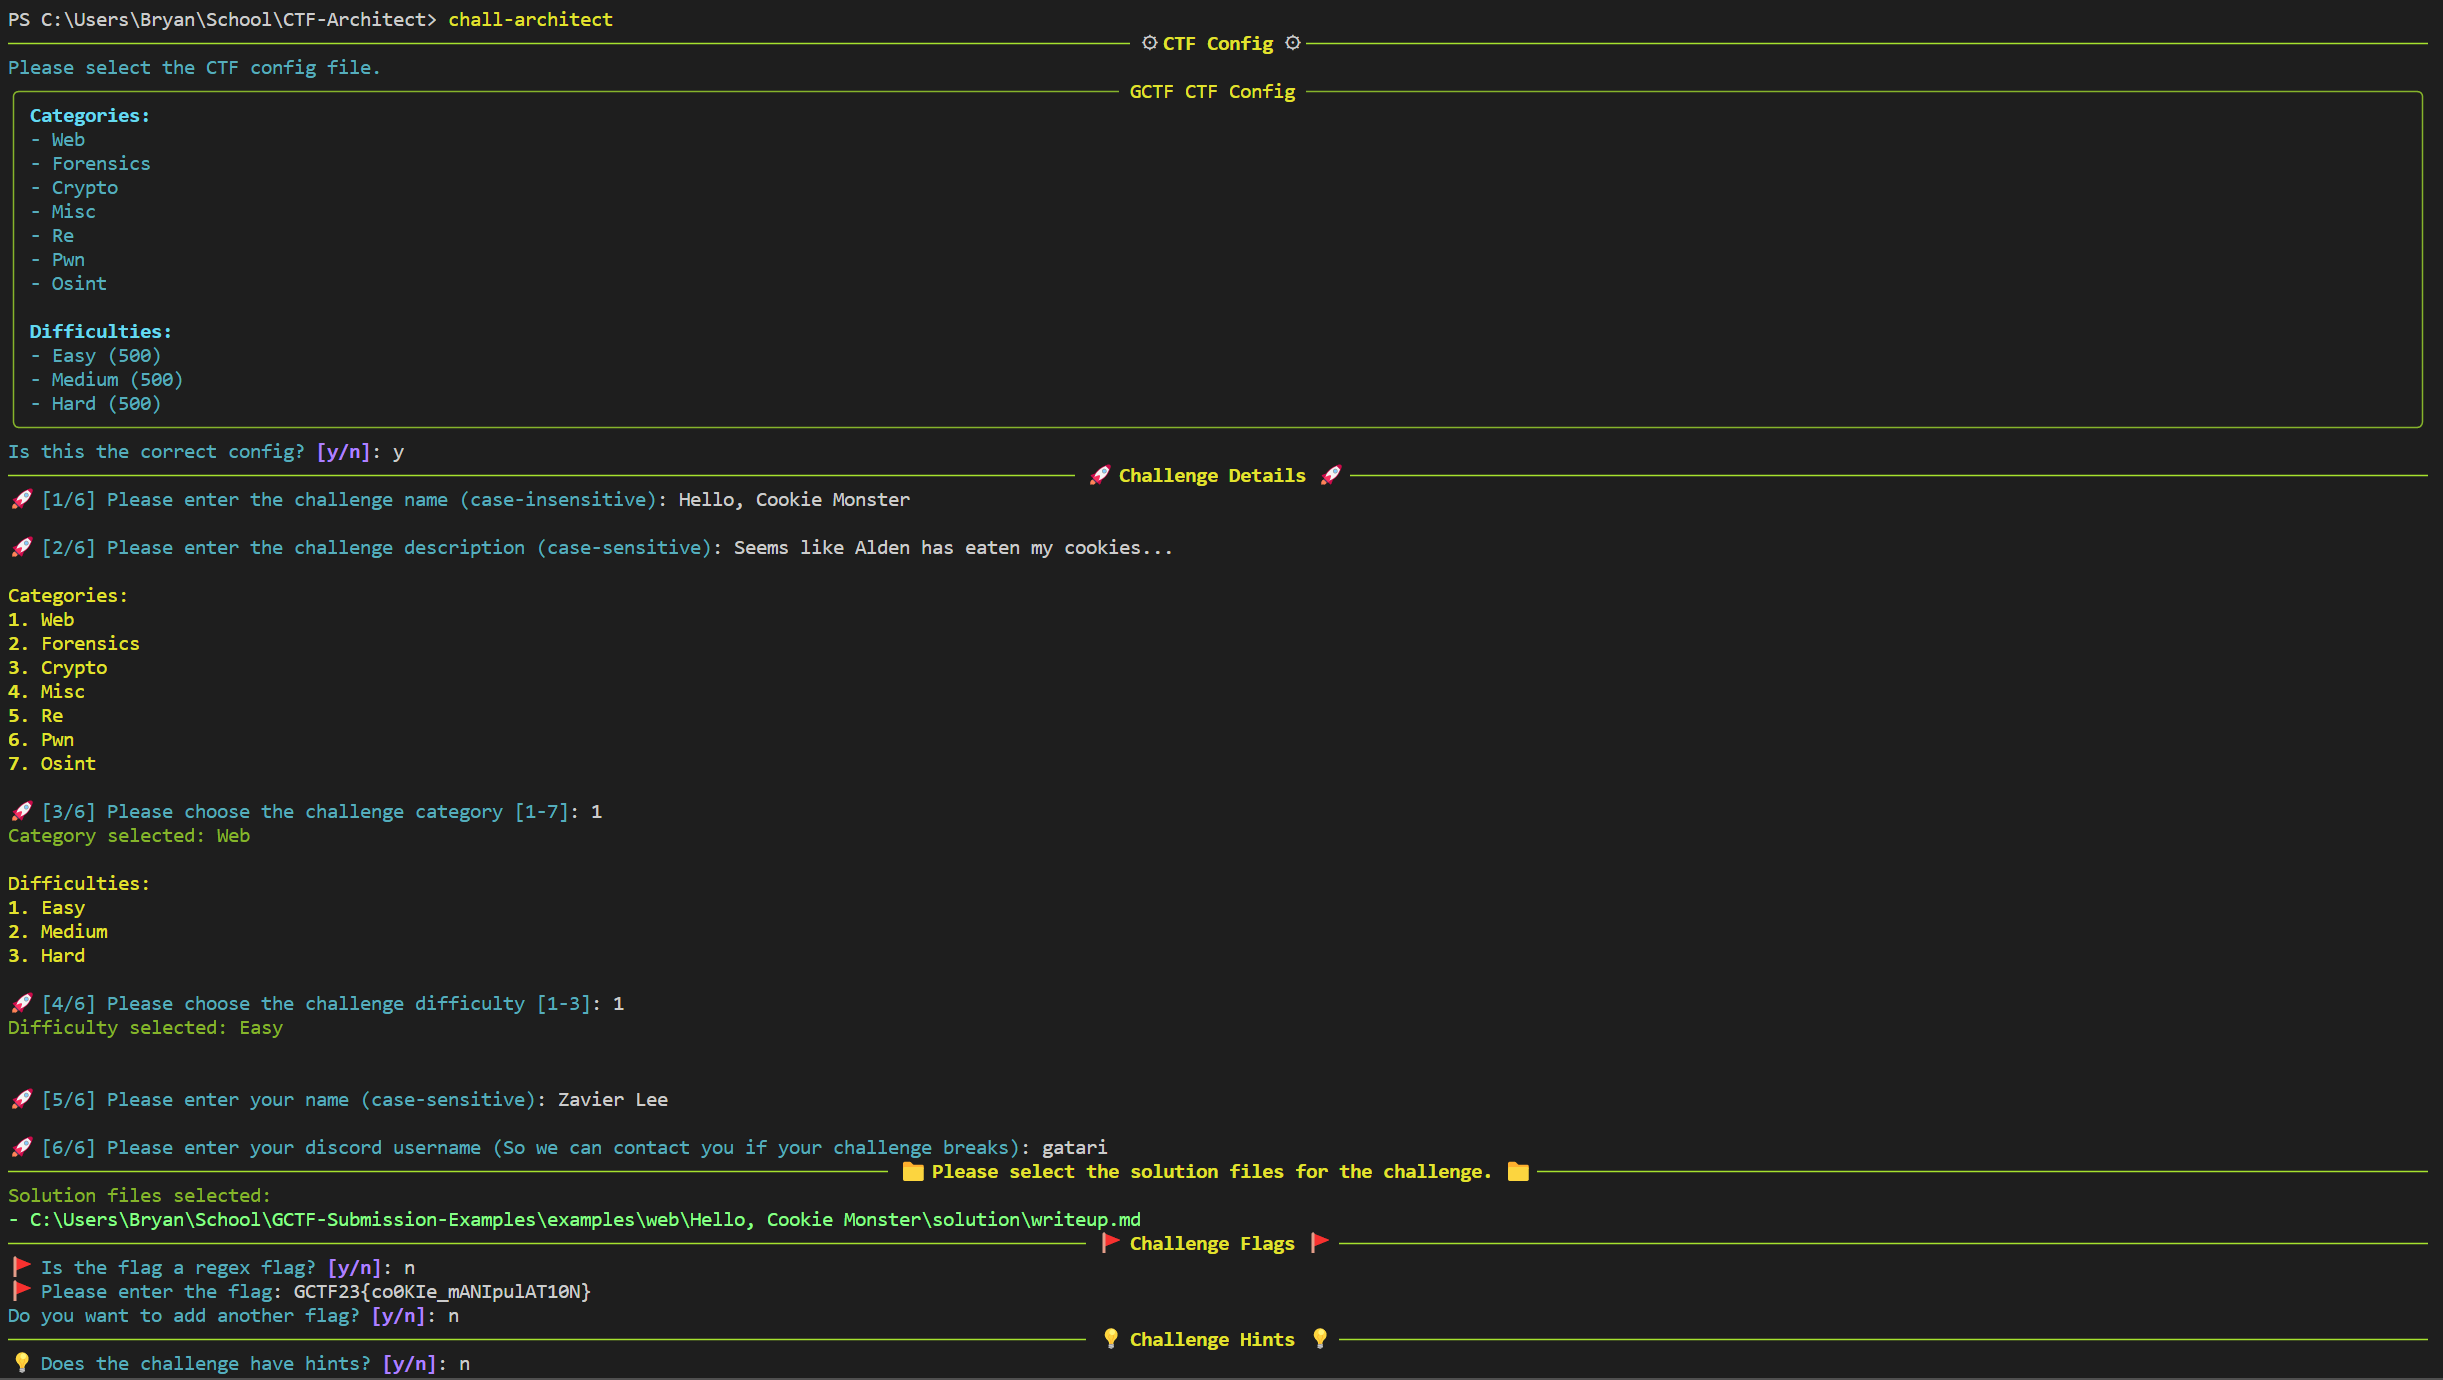 PS C:\Users\Bryan\School\CTF-Architect> chall-architect
⚙ CTF Config ⚙
Please select the CTF config file.
GCTF CTF Config
Categories:
- Web
- Forensics
- Crypto
- Misc
- Re
- Pwn
- Osint
Difficulties:
- Easy (500)
- Medium (500)
- Hard (500)
Is this the correct config? [y/n]: y
🚀 Challenge Details 🚀
🚀 [1/6] Please enter the challenge name (case-insensitive): Hello, Cookie Monster
🚀 [2/6] Please enter the challenge description (case-sensitive): Seems like Alden has eaten my cookies...
Categories:
1. Web
2. Forensics
3. Crypto
4. Misc
5. Re
6. Pwn
7. Osint
🚀 [3/6] Please choose the challenge category [1-7]: 1
Category selected: Web
Difficulties:
1. Easy
2. Medium
3. Hard
🚀 [4/6] Please choose the challenge difficulty [1-3]: 1
Difficulty selected: Easy
🚀 [5/6] Please enter your name (case-sensitive): Zavier Lee
🚀 [6/6] Please enter your discord username (So we can contact you if your challenge breaks): gatari
📁 Please select the solution files for the challenge. 📁
Solution files selected:
- C:\Users\Bryan\School\GCTF-Submission-Examples\examples\web\Hello, Cookie Monster\solution\writeup.md
🚩 Challenge Flags 🚩
🚩 Is the flag a regex flag? [y/n]: n
🚩 Please enter the flag: GCTF23{co0KIe_mANIpulAT10N}
Do you want to add another flag? [y/n]: n
💡 Challenge Hints 💡
💡 Does the challenge have hints? [y/n]: n